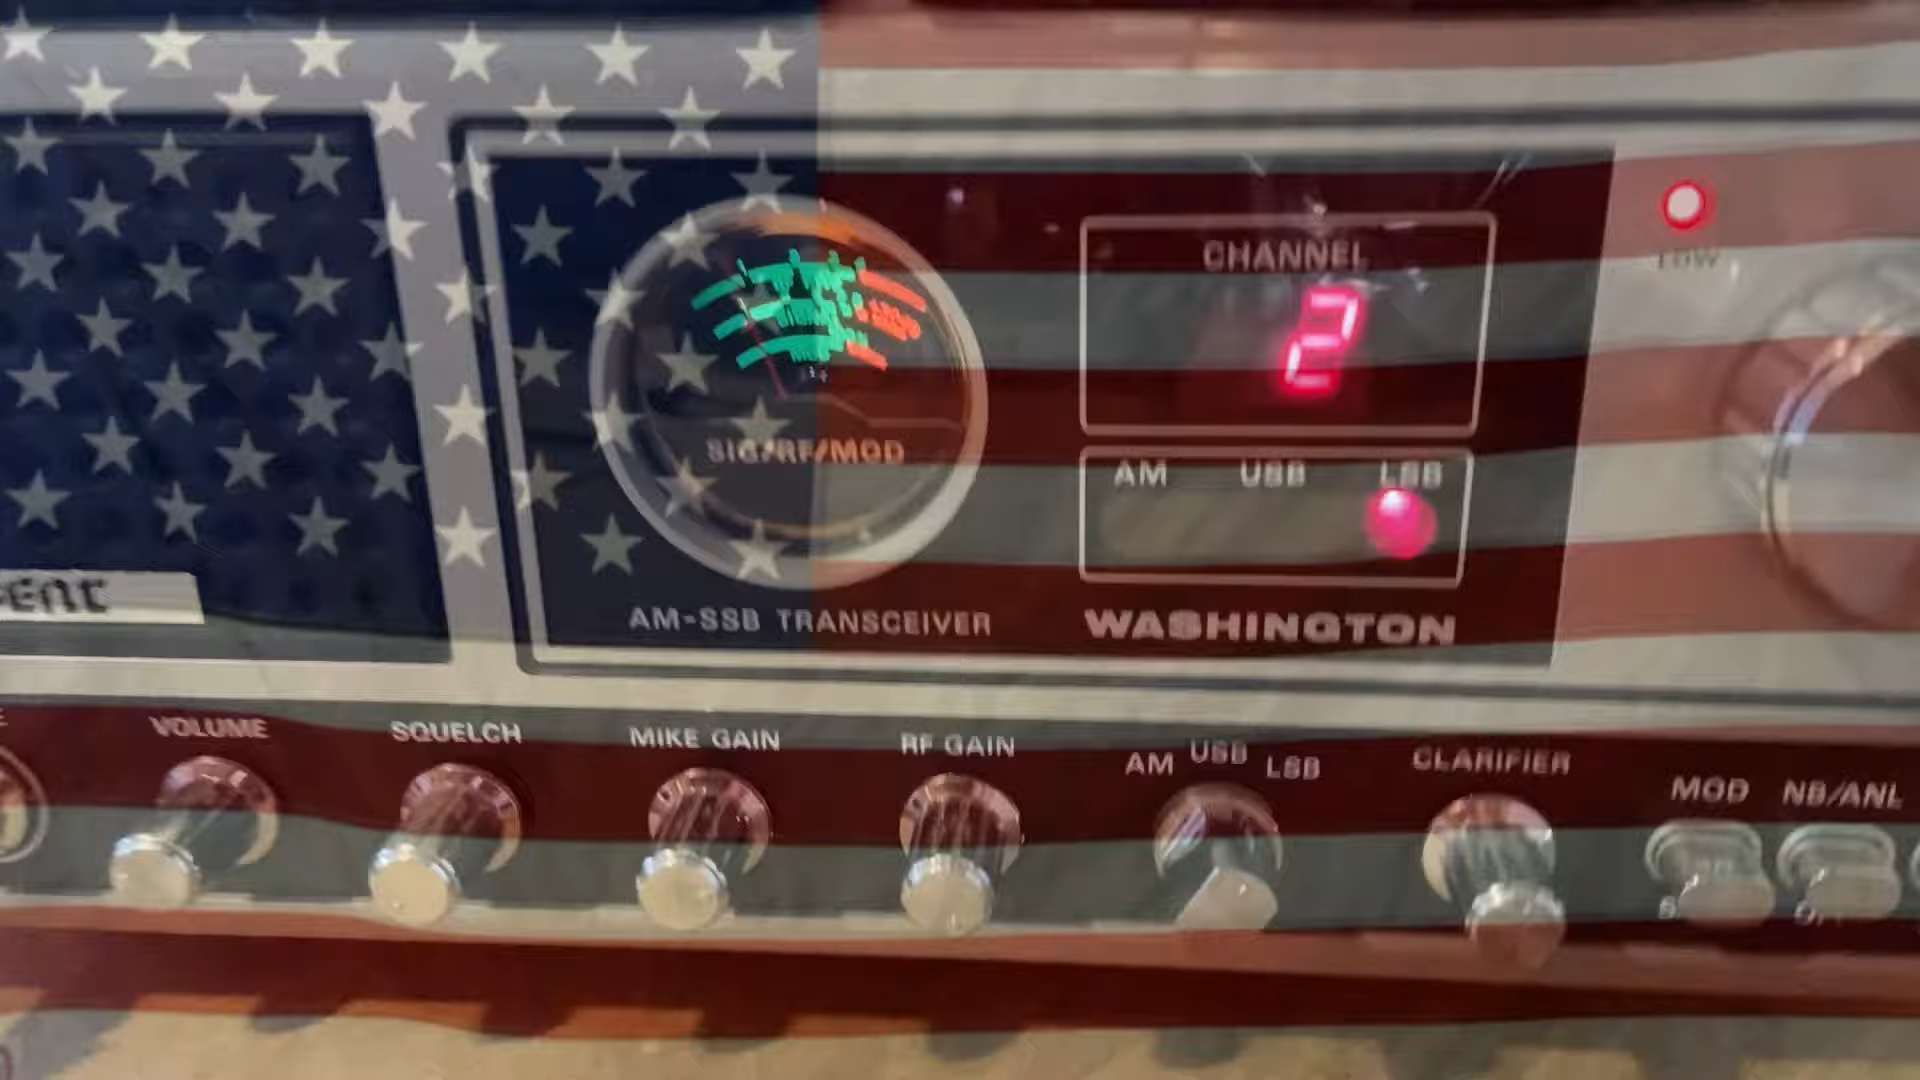 CHANNEL
2
AM USB LSB
SIG/RF/MOD
AM-SSB TRANSCEIVER
WASHINGTON
VOLUME
SQUELCH
MIKE GAIN
RF GAIN
AM USB LSB
CLARIFIER
MOD
NB/ANL